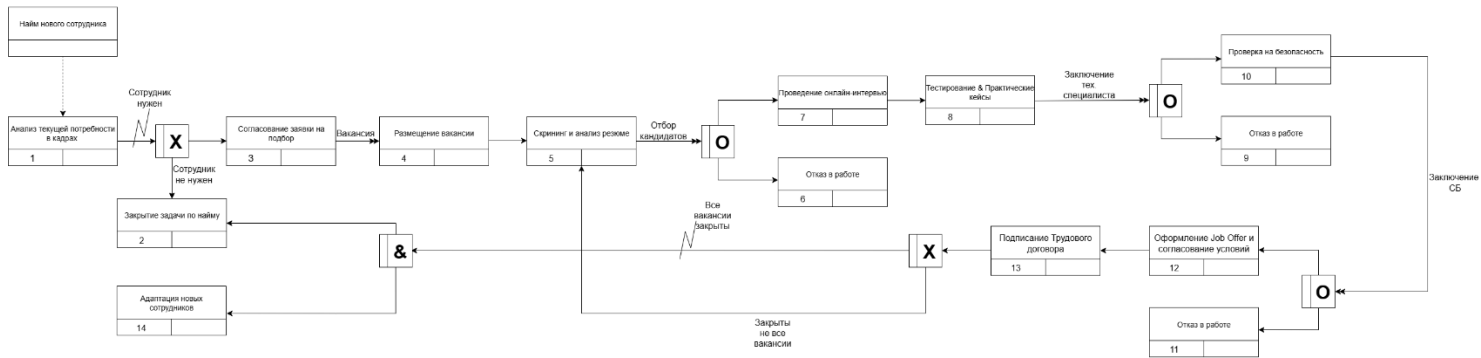 Найм нового сотрудника
Анализ текущей потребности
в кадрах
1
Сотрудник
нужен
X
Сотрудник
не нужен
Согласование заявки на
подбор
3
Вакансия
Размещение вакансии
4
Скрининг и анализ резюме
5
Отбор
кандидатов
O
Проведение онлайн-интервью
7
Тестирование & Практические
кейсы
8
Отказ в работе
6
Заключение
тех.
специалиста
O
Проверка на безопасность
10
Отказ в работе
9
Заключение
СБ
O
Оформление Job Offer и
согласование условий
12
Отказ в работе
11
Подписание Трудового
договора
13
X
Все
вакансии
закрыты
Закрыты
не все
вакансии
&
Закрытие задачи по найму
2
Адаптация новых
сотрудников
14